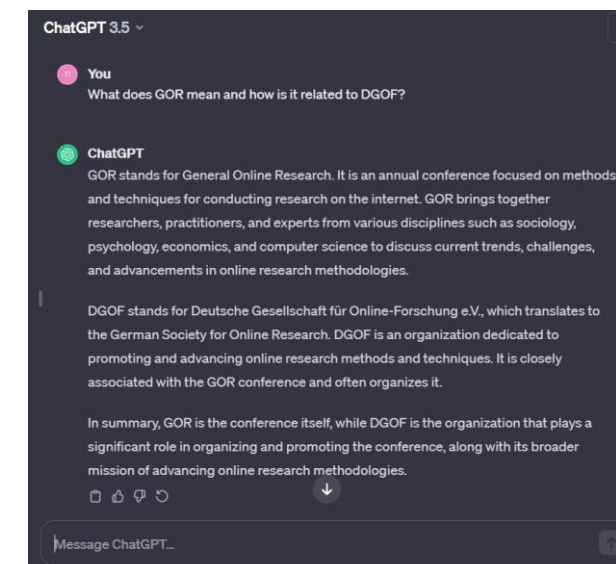 ChatGPT 3.5
You
What does GOR mean and how is it related to DGOF?
ChatGPT
GOR stands for General Online Research. It is an annual conference focused on methods
and techniques for conducting research on the internet. GOR brings together
researchers, practitioners, and experts from various disciplines such as sociology,
psychology, economics, and computer science to discuss current trends, challenges,
and advancements in online research methodologies.
DGOF stands for Deutsche Gesellschaft für Online-Forschung e.V., which translates to
the German Society for Online Research. DGOF is an organization dedicated to
promoting and advancing online research methods and techniques. It is closely
associated with the GOR conference and often organizes it.
In summary, GOR is the conference itself, while DGOF is the organization that plays a
significant role in organizing and promoting the conference, along with its broader
mission of advancing online research methodologies.
Message ChatGPT...